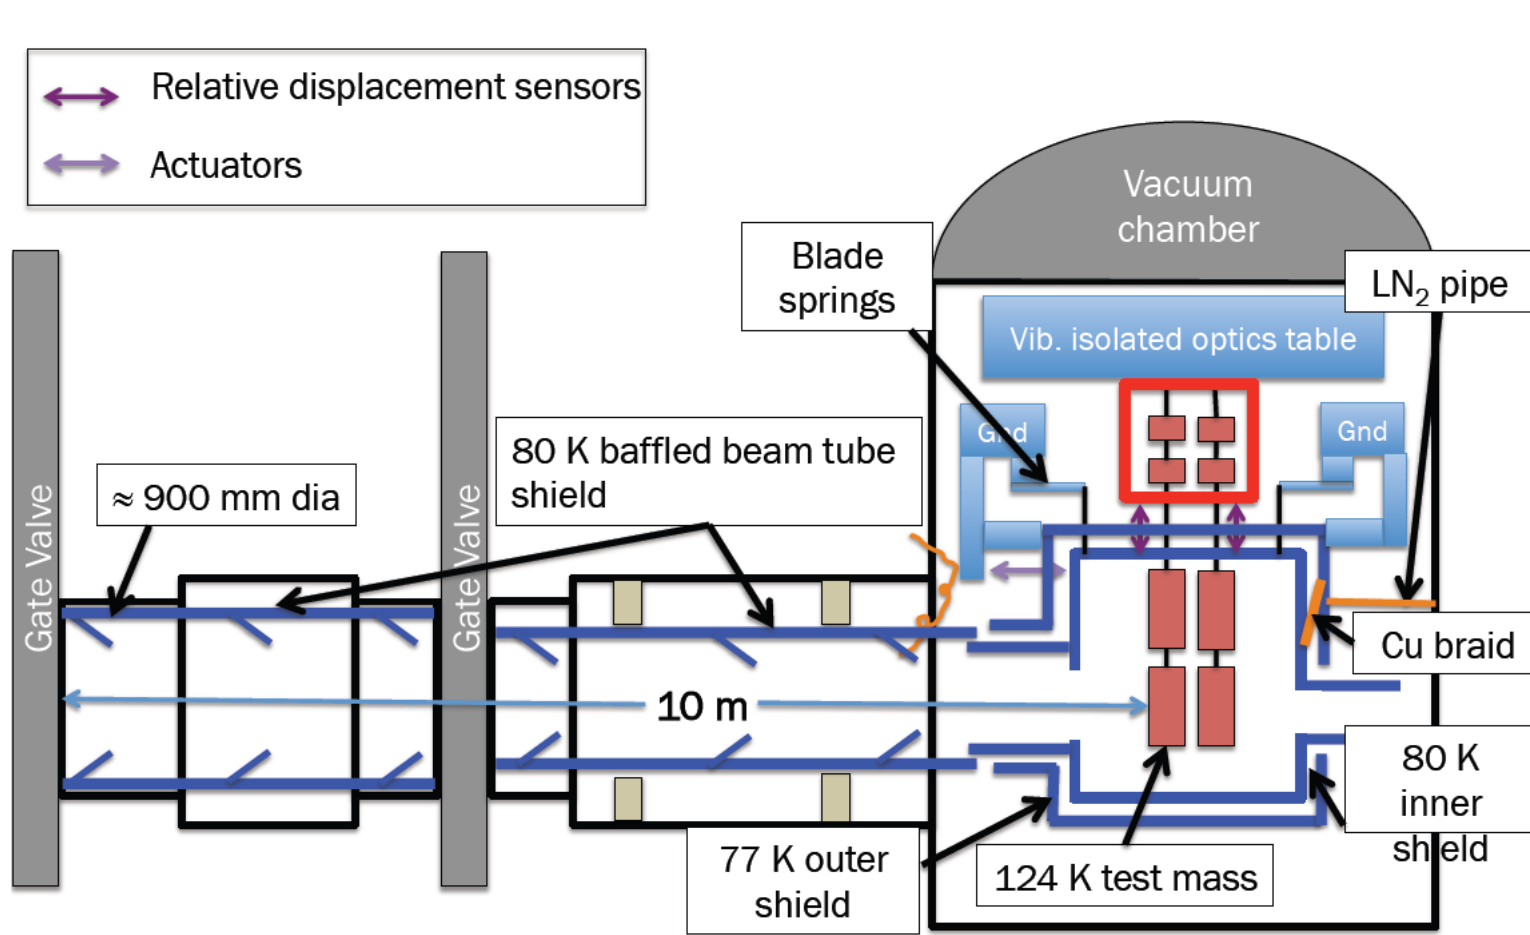 Relative displacement sensors
Actuators
Vacuum
chamber
Blade
springs
LN₂ pipe
Vib. isolated optics table
Gnd
Gnd
80 K baffled beam tube
shield
≈ 900 mm dia
Gate Valve
Gate Valve
Cu braid
10 m
80 K
inner
shield
77 K outer
shield
124 K test mass